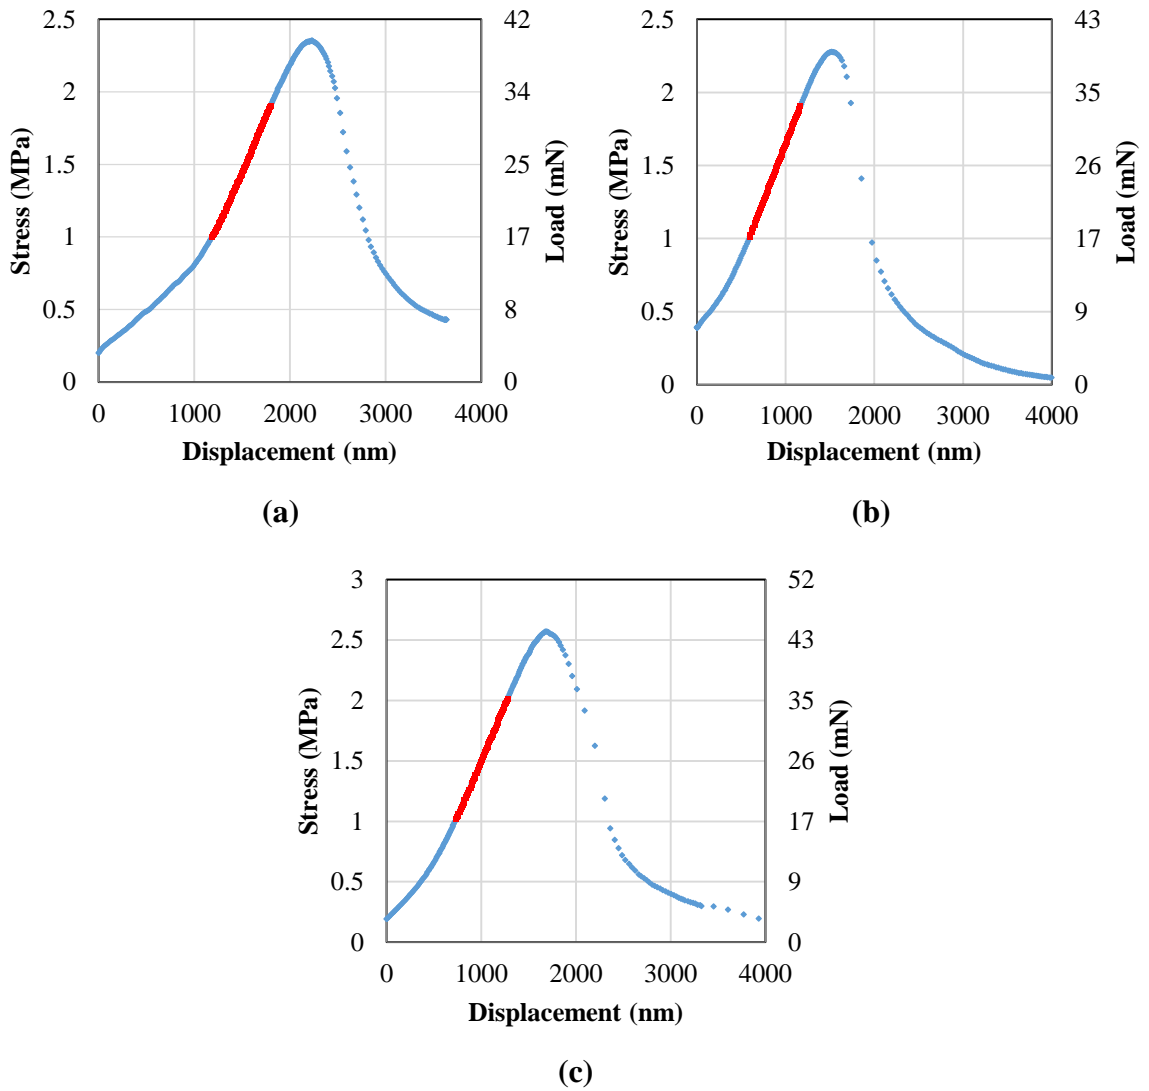 2.5
2
1.5
1
0.5
0
Stress (MPa)
42
34
25
17
8
0
Load (mN)
0 1000 2000 3000 4000
Displacement (nm)
(a)
2.5
2
1.5
1
0.5
0
Stress (MPa)
43
35
26
17
9
0
Load (mN)
0 1000 2000 3000 4000
Displacement (nm)
(b)
3
2.5
2
1.5
1
0.5
0
Stress (MPa)
52
43
35
26
17
9
0
Load (mN)
0 1000 2000 3000 4000
Displacement (nm)
(c)